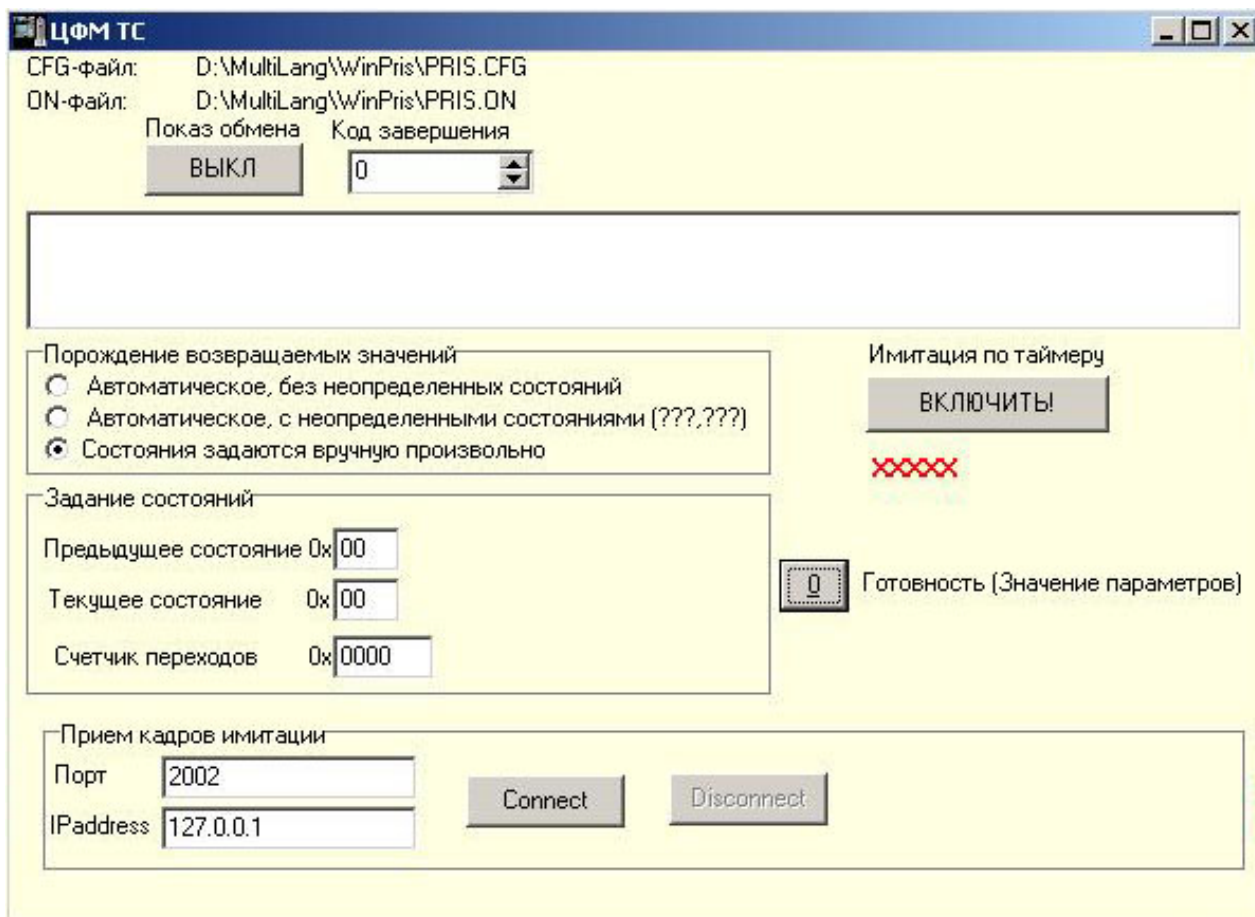 ЦФМ ТС
CFG-файл: D:\MultiLang\WinPris\PRIS.CFG
ON-файл: D:\MultiLang\WinPris\PRIS.ON
Показ обмена Код завершения
ВЫКЛ 0
Порождение возвращаемых значений
Автоматическое, без неопределенных состояний
Автоматическое, с неопределенными состояниями (???,???)
Состояния задаются вручную произвольно
Имитация по таймеру
ВКЛЮЧИТЬ!
XXXXX
Задание состояний
Предыдущее состояние 0x 00
Текущее состояние 0x 00
Счетчик переходов 0x 0000
0 Готовность (Значение параметров)
Прием кадров имитации
Порт 2002
IPaddress 127.0.0.1
Connect Disconnect